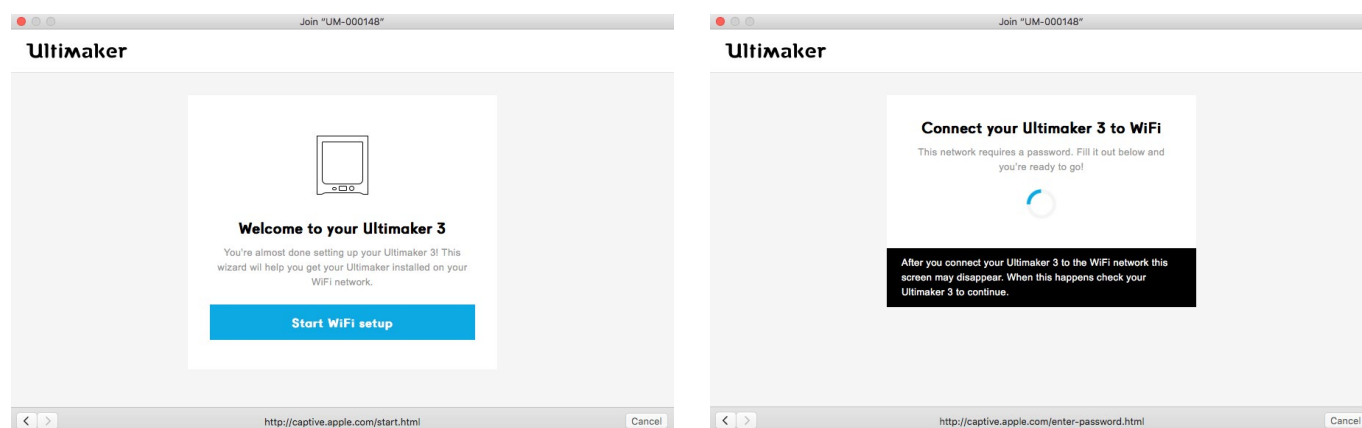 Join "UM-000148"
Ultimaker
Welcome to your Ultimaker 3
You're almost done setting up your Ultimaker 3! This
wizard wil help you get your Ultimaker installed on your
WiFi network.
Start WiFi setup
http://captive.apple.com/start.html
Cancel
Join "UM-000148"
Ultimaker
Connect your Ultimaker 3 to WiFi
This network requires a password. Fill it out below and
you're ready to go!
After you connect your Ultimaker 3 to the WiFi network this
screen may disappear. When this happens check your
Ultimaker 3 to continue.
http://captive.apple.com/enter-password.html
Cancel